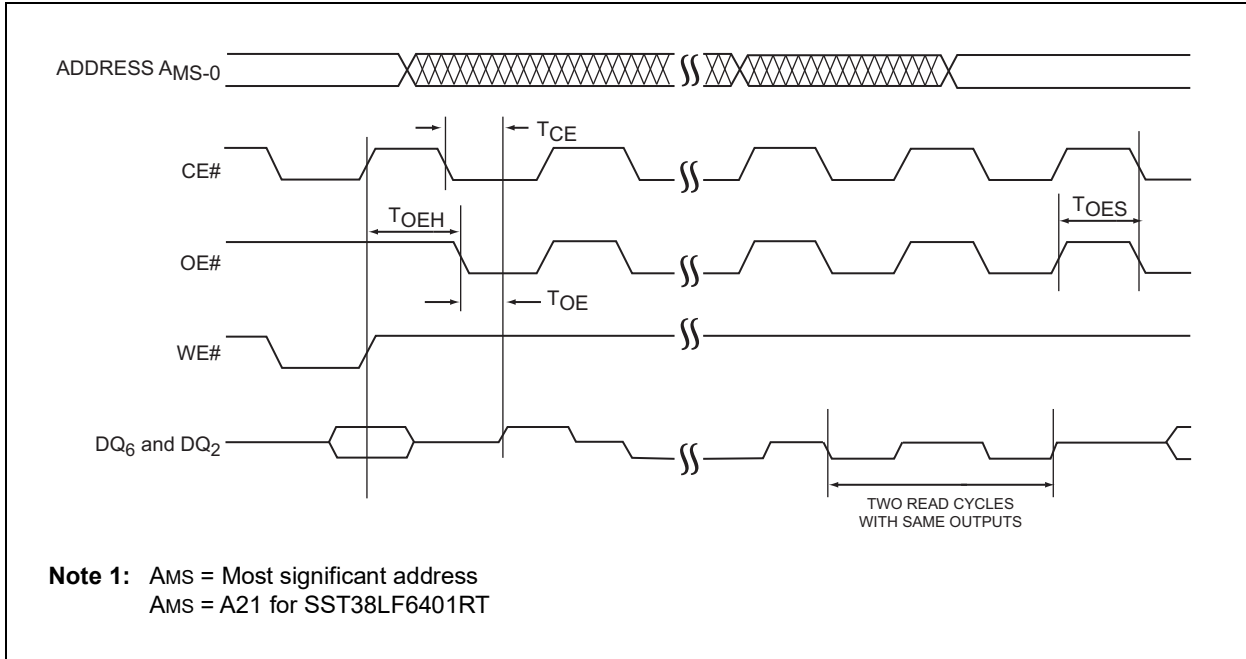 ADDRESS AMS-0
TCE
CE#
TOEH
TOES
OE#
TOE
WE#
DQ6 and DQ2
TWO READ CYCLES
WITH SAME OUTPUTS
Note 1: AMS = Most significant address
AMS = A21 for SST38LF6401RT